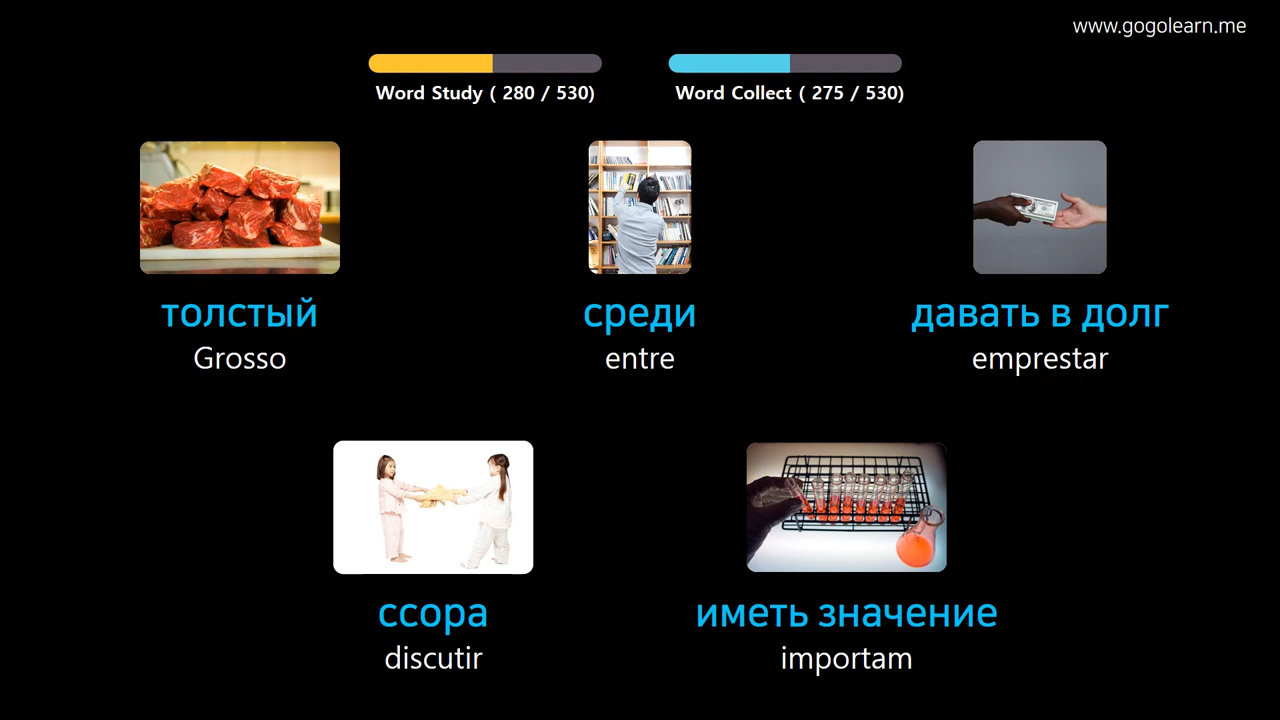 www.gogolearn.me
Word Study ( 280 / 530)
Word Collect ( 275 / 530)
толстый
Grosso
среди
entre
давать в долг
emprestar
ссора
discutir
иметь значение
importam